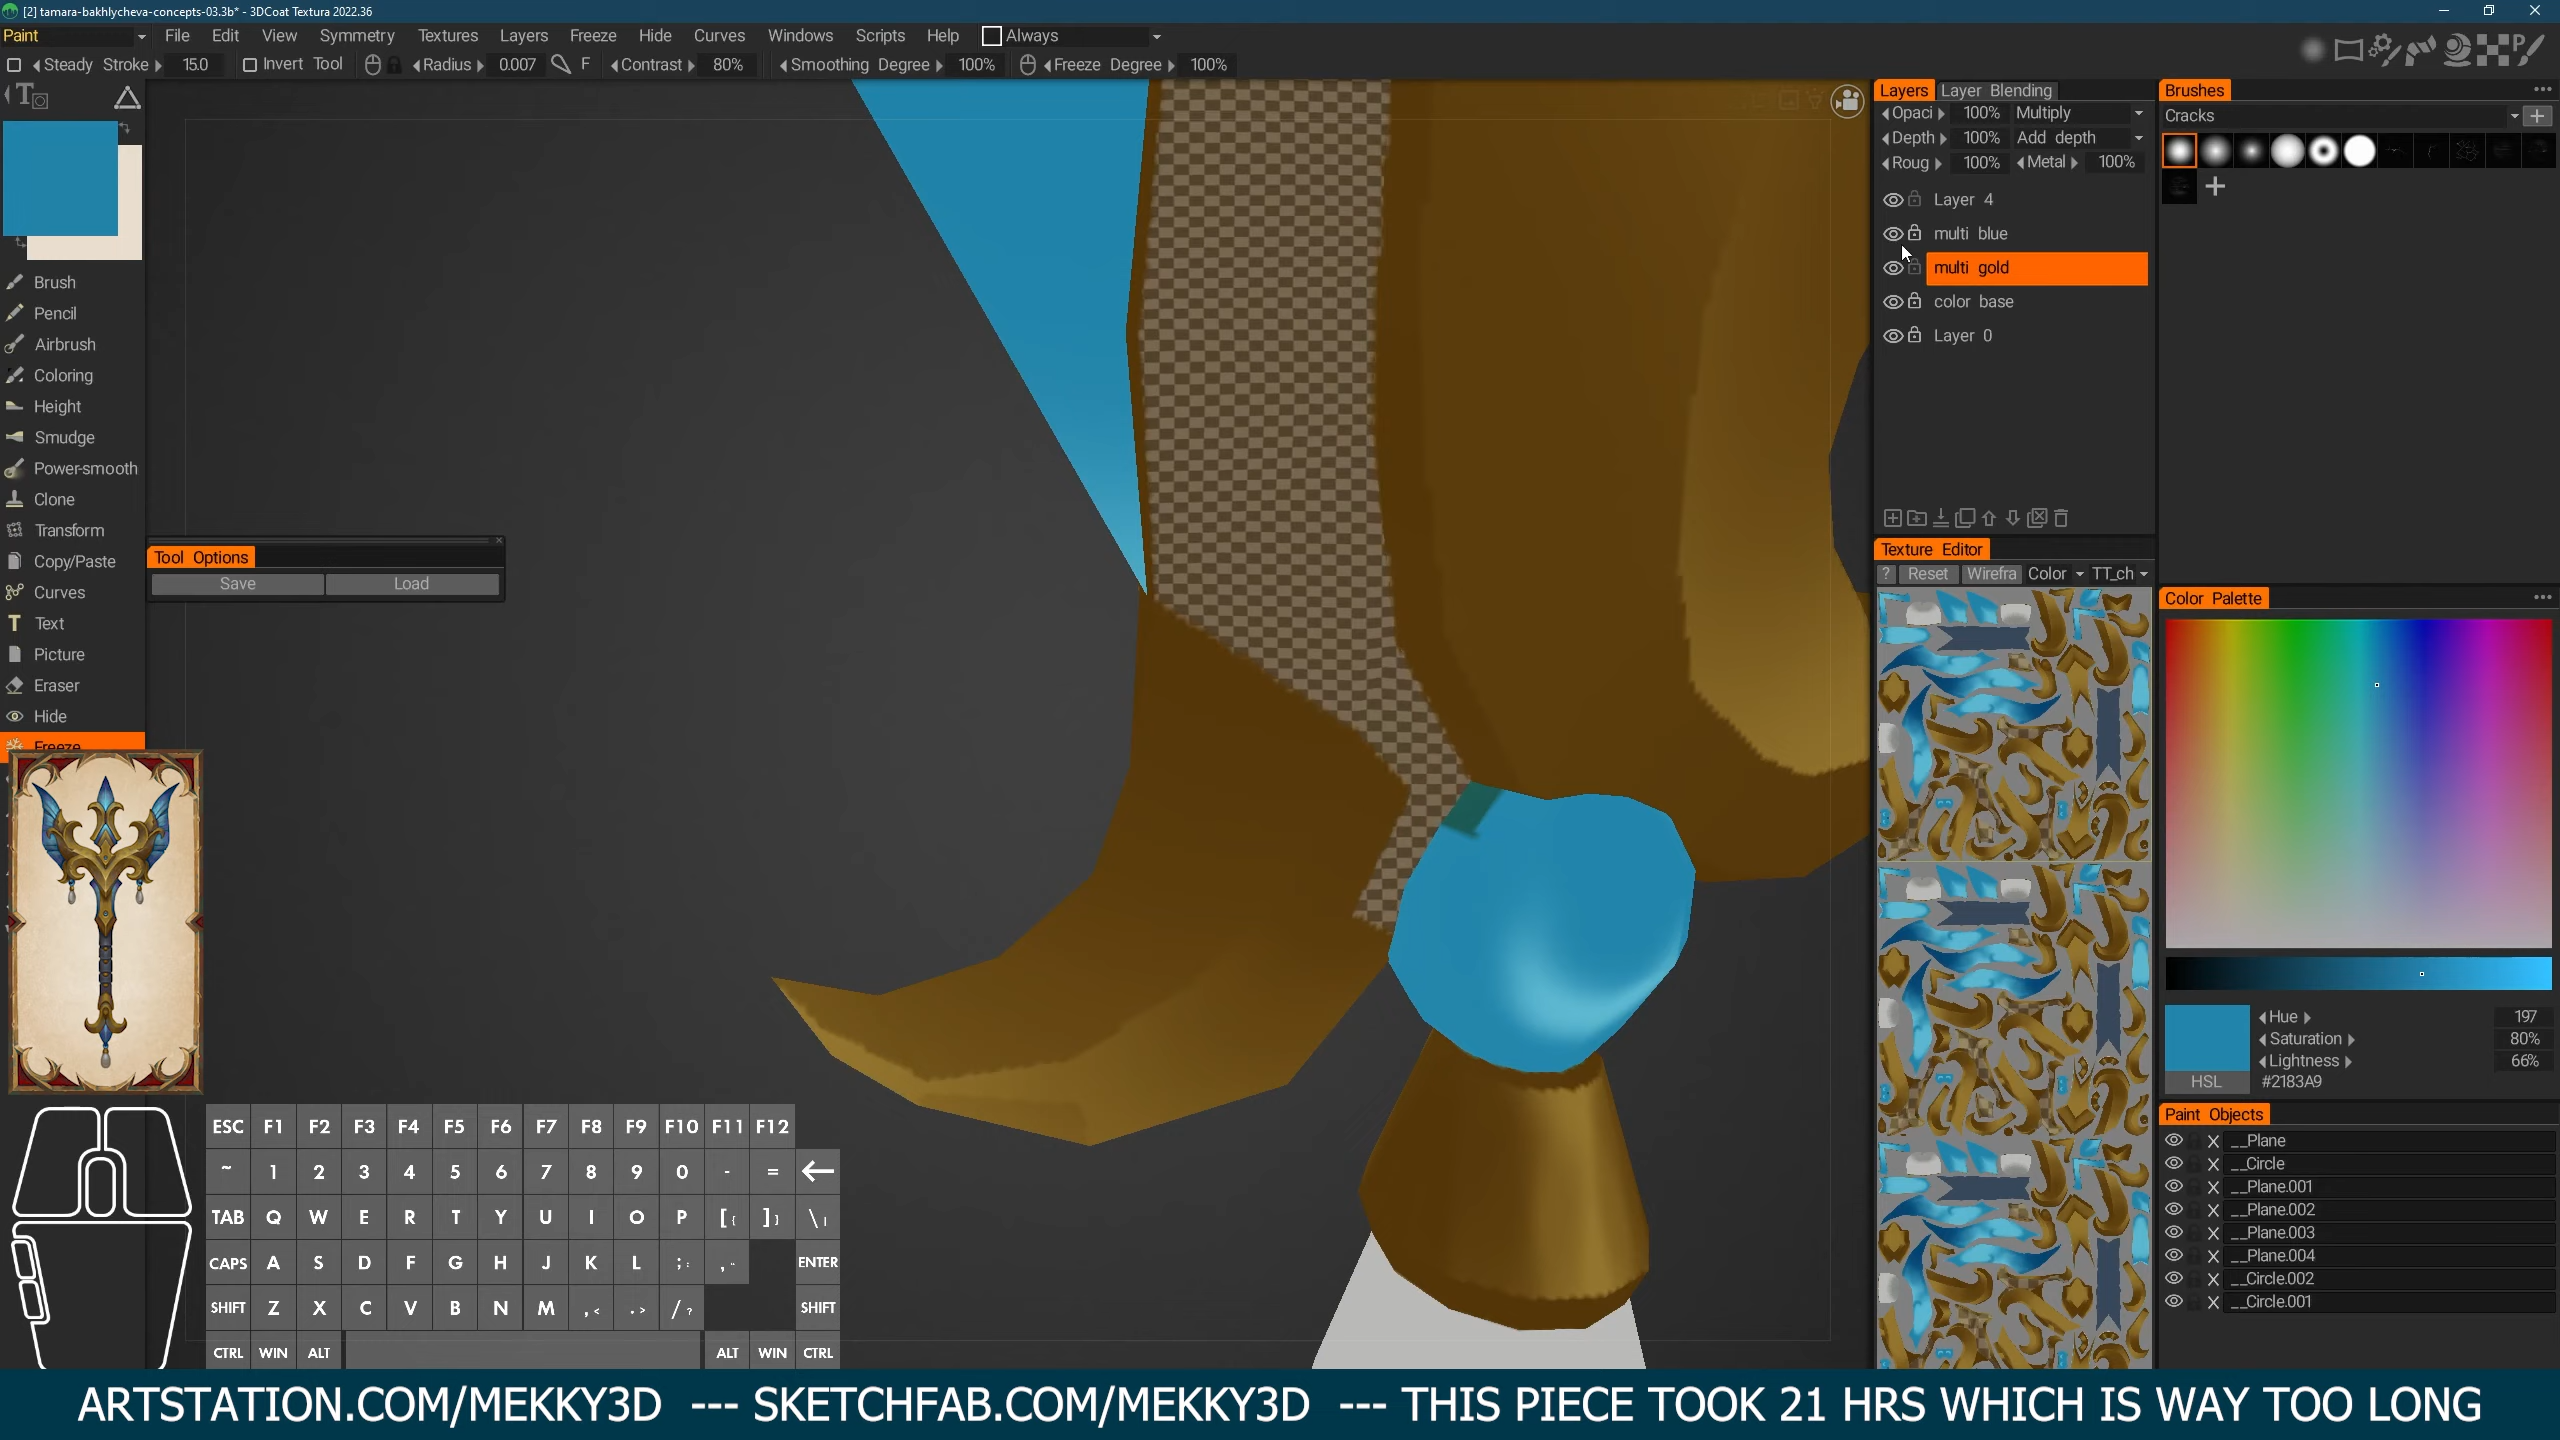 [2] tamara-bakhlycheva-concepts-03.3b* - 3DCoat Textura 2022.36
Paint File Edit View Symmetry Textures Layers Freeze Hide Curves Windows Scripts Help Always
Steady Stroke 15.0 Invert Tool Radius 0.007 F Contrast 80% Smoothing Degree 100% Freeze Degree 100%
Brush
Pencil
Airbrush
Coloring
Height
Smudge
Power-smooth
Clone
Transform
Copy/Paste
Curves
Text
Picture
Eraser
Hide
Freeze
Tool Options
Save Load
Layers Layer Blending
Opaci 100% Multiply
Depth 100% Add depth
Roug 100% Metal 100%
Layer 4
multi blue
multi gold
color base
Layer 0
Texture Editor
? Reset Wirefra Color TT_ch
Brushes
Cracks
Color Palette
Hue 197
Saturation 80%
Lightness 66%
HSL #2183A9
Paint Objects
X __Plane
X __Circle
X __Plane.001
X __Plane.002
X __Plane.003
X __Plane.004
X __Circle.002
X __Circle.001
ESC F1 F2 F3 F4 F5 F6 F7 F8 F9 F10 F11 F12
~ 1 2 3 4 5 6 7 8 9 0 - =
TAB Q W E R T Y U I O P [{ ]} \|
CAPS A S D F G H J K L ;: ," ENTER
SHIFT Z X C V B N M ,< .> /? SHIFT
CTRL WIN ALT ALT WIN CTRL
ARTSTATION.COM/MEKKY3D --- SKETCHFAB.COM/MEKKY3D --- THIS PIECE TOOK 21 HRS WHICH IS WAY TOO LONG